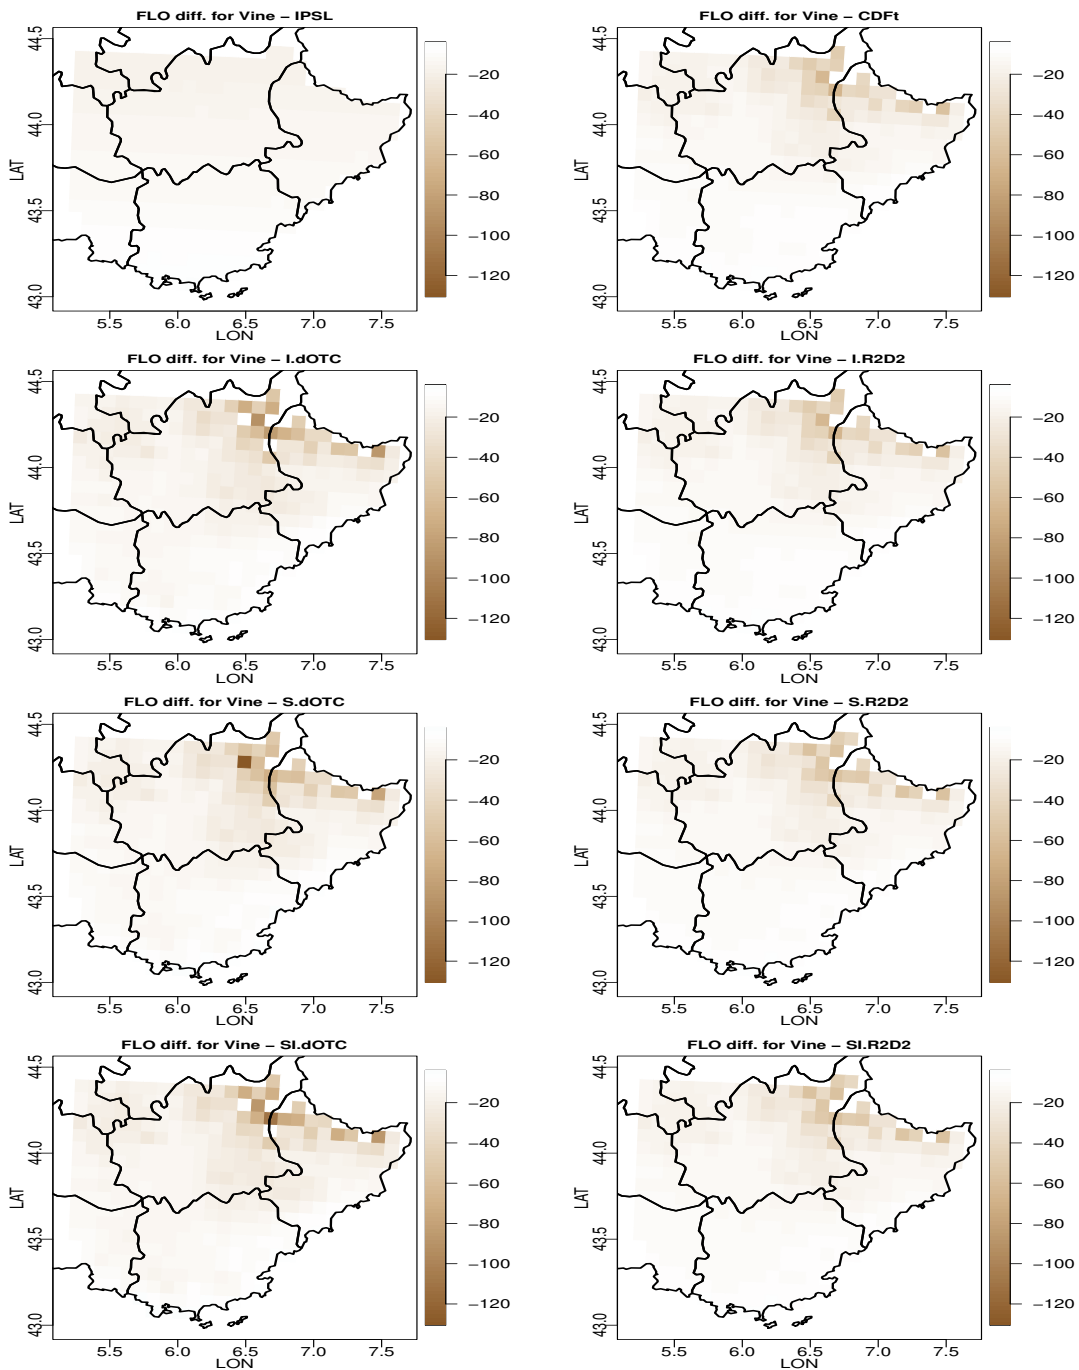 FLO diff. for Vine – IPSL
LAT
44.5
44.0
43.5
43.0
5.5 6.0 6.5 7.0 7.5
LON
−20
−40
−60
−80
−100
−120
FLO diff. for Vine – CDFt
LAT
44.5
44.0
43.5
43.0
5.5 6.0 6.5 7.0 7.5
LON
−20
−40
−60
−80
−100
−120
FLO diff. for Vine – I.dOTC
LAT
44.5
44.0
43.5
43.0
5.5 6.0 6.5 7.0 7.5
LON
−20
−40
−60
−80
−100
−120
FLO diff. for Vine – I.R2D2
LAT
44.5
44.0
43.5
43.0
5.5 6.0 6.5 7.0 7.5
LON
−20
−40
−60
−80
−100
−120
FLO diff. for Vine – S.dOTC
LAT
44.5
44.0
43.5
43.0
5.5 6.0 6.5 7.0 7.5
LON
−20
−40
−60
−80
−100
−120
FLO diff. for Vine – S.R2D2
LAT
44.5
44.0
43.5
43.0
5.5 6.0 6.5 7.0 7.5
LON
−20
−40
−60
−80
−100
−120
FLO diff. for Vine – SI.dOTC
LAT
44.5
44.0
43.5
43.0
5.5 6.0 6.5 7.0 7.5
LON
−20
−40
−60
−80
−100
−120
FLO diff. for Vine – SI.R2D2
LAT
44.5
44.0
43.5
43.0
5.5 6.0 6.5 7.0 7.5
LON
−20
−40
−60
−80
−100
−120